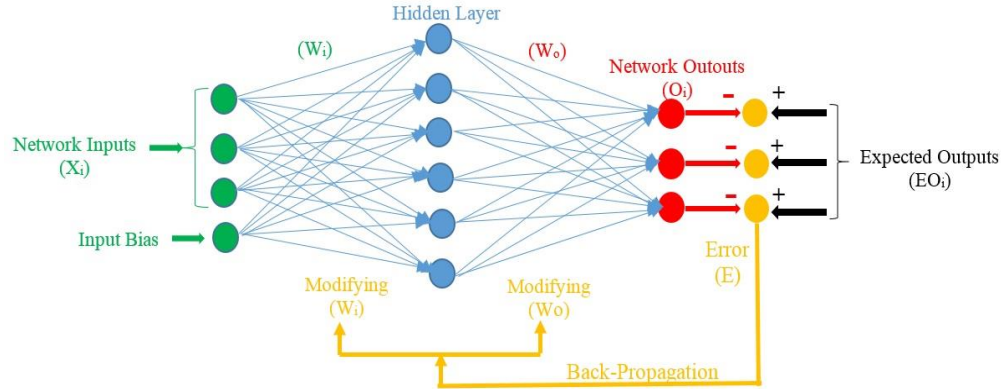 Hidden Layer
(Wᵢ)
(Wₒ)
Network Outouts
(Oᵢ)
-
+
-
+
-
+
Network Inputs
(Xᵢ)
Expected Outputs
(EOᵢ)
Input Bias
Error
(E)
Modifying
(Wᵢ)
Modifying
(Wo)
Back-Propagation